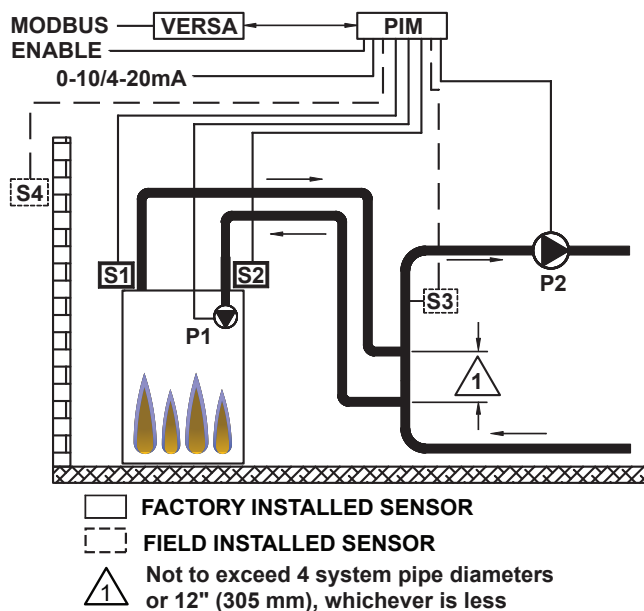 MODBUS VERSA PIM
ENABLE
0-10/4-20mA
S4
S1 S2
P1
S3
P2
1
FACTORY INSTALLED SENSOR
FIELD INSTALLED SENSOR
1 Not to exceed 4 system pipe diameters
or 12" (305 mm), whichever is less